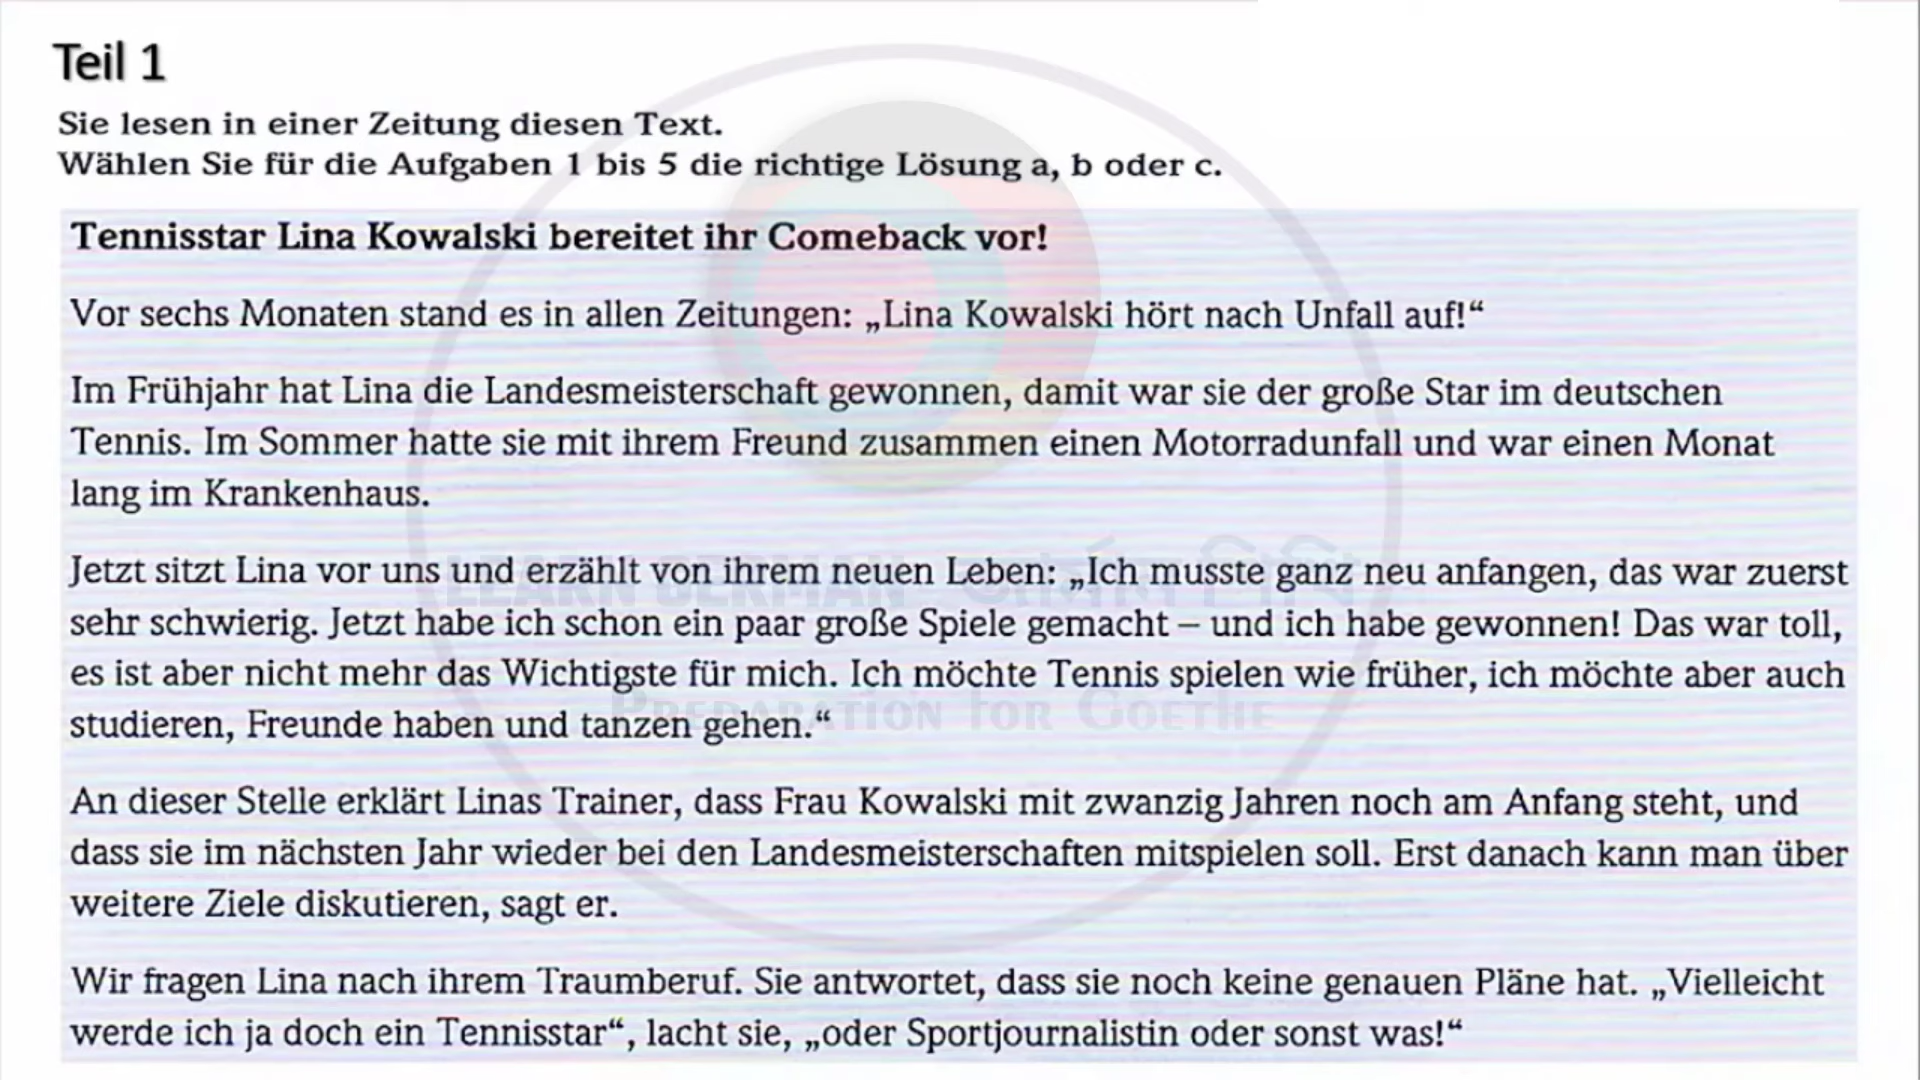 Teil 1
Sie lesen in einer Zeitung diesen Text.
Wählen Sie für die Aufgaben 1 bis 5 die richtige Lösung a, b oder c.
Tennisstar Lina Kowalski bereitet ihr Comeback vor!
Vor sechs Monaten stand es in allen Zeitungen: „Lina Kowalski hört nach Unfall auf!“
Im Frühjahr hat Lina die Landesmeisterschaft gewonnen, damit war sie der große Star im deutschen
Tennis. Im Sommer hatte sie mit ihrem Freund zusammen einen Motorradunfall und war einen Monat
lang im Krankenhaus.
LEARN GERMAN জার্মান শিখি
Jetzt sitzt Lina vor uns und erzählt von ihrem neuen Leben: „Ich musste ganz neu anfangen, das war zuerst
sehr schwierig. Jetzt habe ich schon ein paar große Spiele gemacht – und ich habe gewonnen! Das war toll,
es ist aber nicht mehr das Wichtigste für mich. Ich möchte Tennis spielen wie früher, ich möchte aber auch
PREPARATION FOR GOETHE
studieren, Freunde haben und tanzen gehen.“
An dieser Stelle erklärt Linas Trainer, dass Frau Kowalski mit zwanzig Jahren noch am Anfang steht, und
dass sie im nächsten Jahr wieder bei den Landesmeisterschaften mitspielen soll. Erst danach kann man über
weitere Ziele diskutieren, sagt er.
Wir fragen Lina nach ihrem Traumberuf. Sie antwortet, dass sie noch keine genauen Pläne hat. „Vielleicht
werde ich ja doch ein Tennisstar“, lacht sie, „oder Sportjournalistin oder sonst was!“